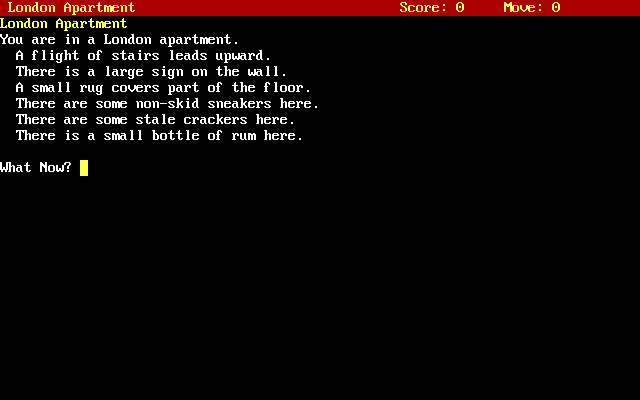 London Apartment Score: 0 Move: 0
London Apartment
You are in a London apartment.
A flight of stairs leads upward.
There is a large sign on the wall.
A small rug covers part of the floor.
There are some non-skid sneakers here.
There are some stale crackers here.
There is a small bottle of rum here.
What Now?